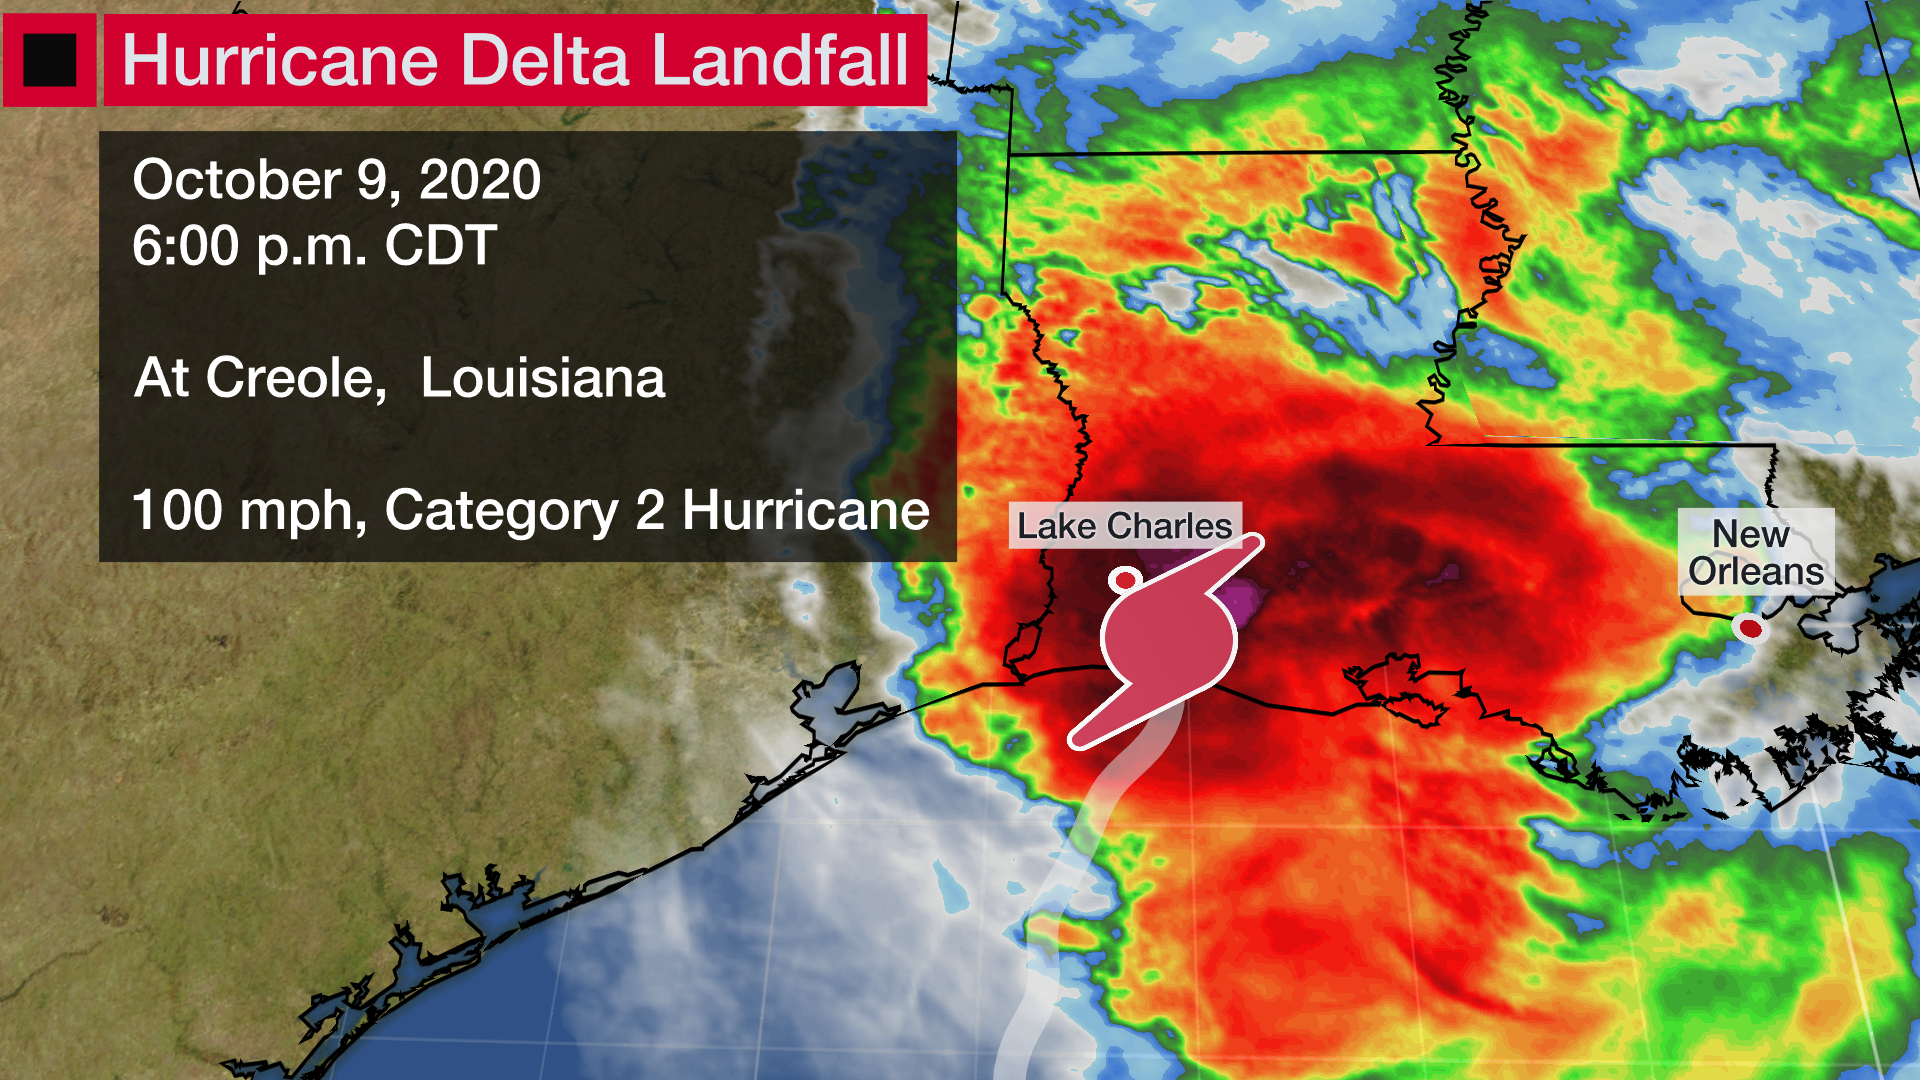 Hurricane Delta Landfall
October 9, 2020
6:00 p.m. CDT
At Creole, Louisiana
100 mph, Category 2 Hurricane
Lake Charles
New
Orleans